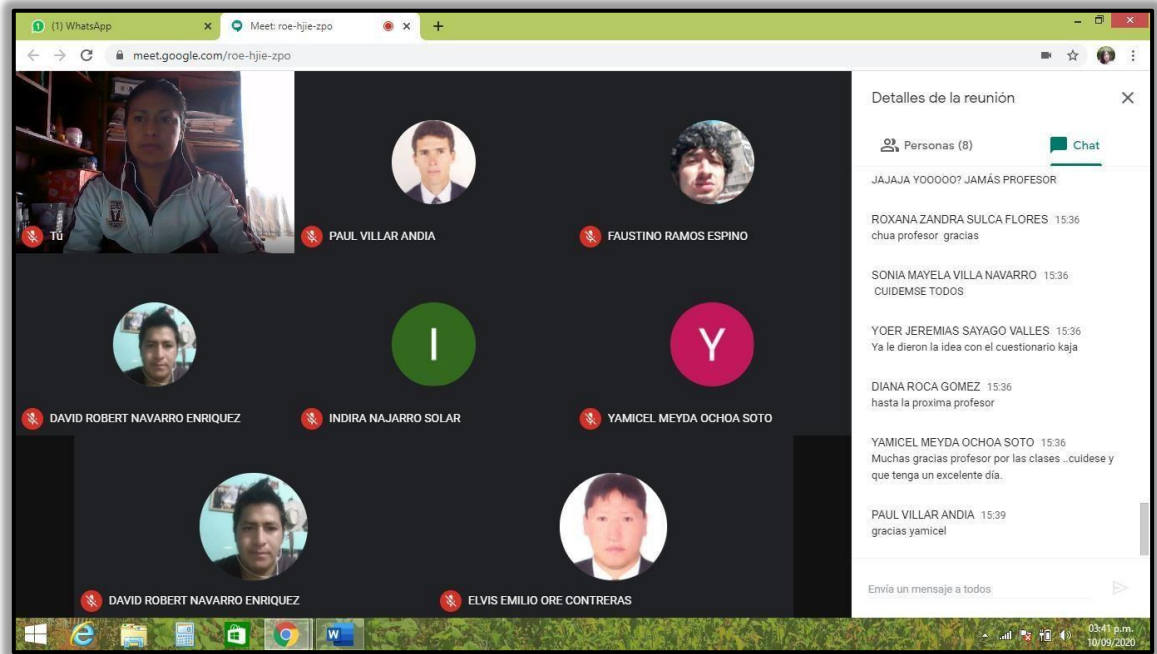 1 (1) WhatsApp
Meet: roe-hjie-zpo
meet.google.com/roe-hjie-zpo
Tú
PAUL VILLAR ANDIA
FAUSTINO RAMOS ESPINO
DAVID ROBERT NAVARRO ENRIQUEZ
I
INDIRA NAJARRO SOLAR
Y
YAMICEL MEYDA OCHOA SOTO
DAVID ROBERT NAVARRO ENRIQUEZ
ELVIS EMILIO ORE CONTRERAS
Detalles de la reunión
Personas (8)
Chat
JAJAJA YOOOOO? JAMÁS PROFESOR
ROXANA ZANDRA SULCA FLORES 15:36
chua profesor gracias
SONIA MAYELA VILLA NAVARRO 15:36
CUIDEMSE TODOS
YOER JEREMIAS SAYAGO VALLES 15:36
Ya le dieron la idea con el cuestionario kaja
DIANA ROCA GOMEZ 15:36
hasta la proxima profesor
YAMICEL MEYDA OCHOA SOTO 15:36
Muchas gracias profesor por las clases ..cuidese y
que tenga un excelente día.
PAUL VILLAR ANDIA 15:39
gracias yamicel
Envía un mensaje a todos
03:41 p.m.
10/09/2020